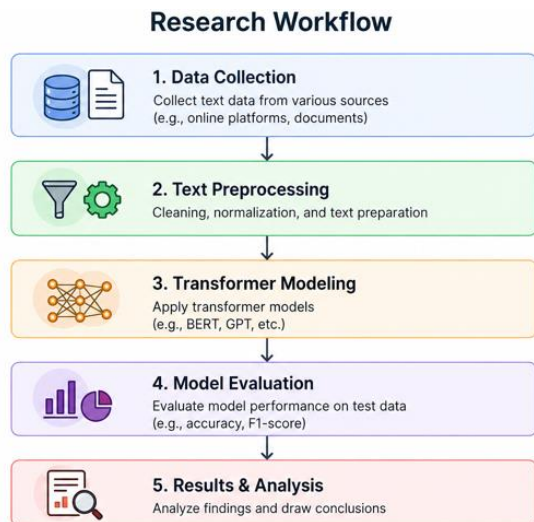 Research Workflow
1. Data Collection
Collect text data from various sources
(e.g., online platforms, documents)
2. Text Preprocessing
Cleaning, normalization, and text preparation
3. Transformer Modeling
Apply transformer models
(e.g., BERT, GPT, etc.)
4. Model Evaluation
Evaluate model performance on test data
(e.g., accuracy, F1-score)
5. Results & Analysis
Analyze findings and draw conclusions